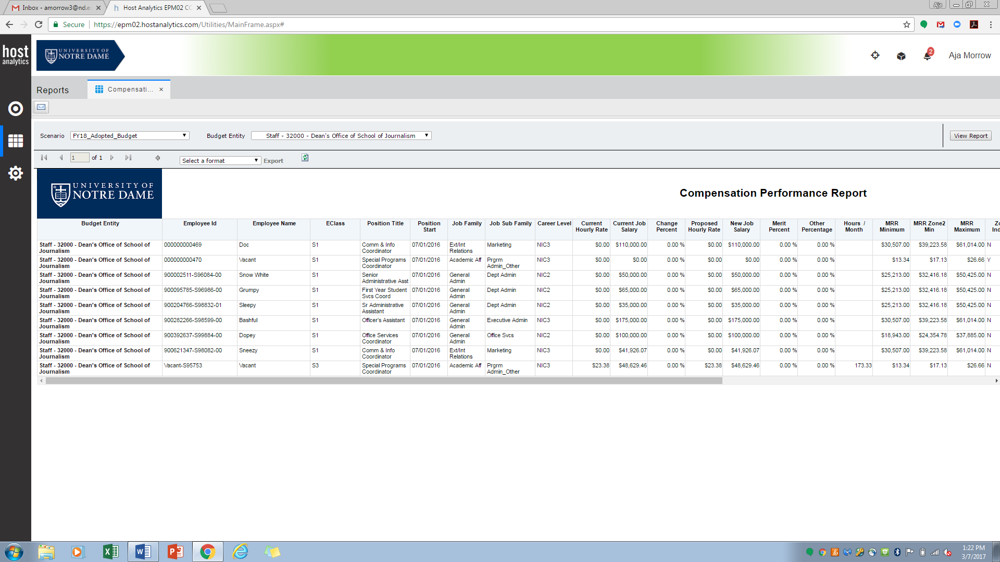 Inbox - amorrow3@nd.e
Host Analytics EPM02 CO
Aja
Secure
https://epm02.hostanalytics.com/Utilities/MainFrame.aspx#
host
analytics
UNIVERSITY OF
NOTRE DAME
2
Aja Morrow
Reports
Compensati...
Scenario
FY18_Adopted_Budget
Budget Entity
Staff - 32000 - Dean's Office of School of Journalism
View Report
1 of 1
Select a format
Export
UNIVERSITY OF
NOTRE DAME
Compensation Performance Report
Budget Entity Employee Id Employee Name EClass Position Title Position Start Job Family Job Sub Family Career Level Current Hourly Rate Current Job Salary Change Percent Proposed Hourly Rate New Job Salary Merit Percent Other Percentage Hours / Month MRR Minimum MRR Zone2 Min MRR Maximum Zo Ind
Staff - 32000 - Dean's Office of School of Journalism 000000000469 Doc S1 Comm & Info Coordinator 07/01/2016 Ext/Int Relations Marketing NIC3 $0.00 $110,000.00 0.00 % $0.00 $110,000.00 0.00 % 0.00 % $30,507.00 $39,223.58 $61,014.00 N
Staff - 32000 - Dean's Office of School of Journalism 000000000470 Vacant S1 Special Programs Coordinator 07/01/2016 Academic Aff Prgrm Admin_Other NIC3 $0.00 $0.00 0.00 % $0.00 $0.00 0.00 % 0.00 % $13.34 $17.13 $26.66 Y
Staff - 32000 - Dean's Office of School of Journalism 900002511-S96084-00 Snow White S1 Senior Administrative Asst 07/01/2016 General Admin Dept Admin NIC2 $0.00 $50,000.00 0.00 % $0.00 $50,000.00 0.00 % 0.00 % $25,213.00 $32,416.18 $50,425.00 N
Staff - 32000 - Dean's Office of School of Journalism 900095785-S96986-00 Grumpy S1 First Year Student Svcs Coord 07/01/2016 General Admin Dept Admin NIC2 $0.00 $65,000.00 0.00 % $0.00 $65,000.00 0.00 % 0.00 % $25,213.00 $32,416.18 $50,425.00 N
Staff - 32000 - Dean's Office of School of Journalism 900204766-S98832-01 Sleepy S1 Sr Administrative Assistant 07/01/2016 General Admin Dept Admin NIC2 $0.00 $35,000.00 0.00 % $0.00 $35,000.00 0.00 % 0.00 % $25,213.00 $32,416.18 $50,425.00 N
Staff - 32000 - Dean's Office of School of Journalism 900282266-S98599-00 Bashful S1 Officer's Assistant 07/01/2016 General Admin Executive Admin NIC3 $0.00 $175,000.00 0.00 % $0.00 $175,000.00 0.00 % 0.00 % $30,507.00 $39,223.58 $61,014.00 N
Staff - 32000 - Dean's Office of School of Journalism 900392637-S99884-00 Dopey S1 Office Services Coordinator 07/01/2016 General Admin Office Svcs NIC2 $0.00 $100,000.00 0.00 % $0.00 $100,000.00 0.00 % 0.00 % $18,943.00 $24,354.78 $37,885.00 N
Staff - 32000 - Dean's Office of School of Journalism 900621347-S98082-00 Sneezy S1 Comm & Info Coordinator 07/01/2016 Ext/Int Relations Marketing NIC3 $0.00 $41,926.07 0.00 % $0.00 $41,926.07 0.00 % 0.00 % $30,507.00 $39,223.58 $61,014.00 N
Staff - 32000 - Dean's Office of School of Journalism Vacant-S95753 Vacant S3 Special Programs Coordinator 07/01/2016 Academic Aff Prgrm Admin_Other NIC3 $23.38 $48,629.46 0.00 % $23.38 $48,629.46 0.00 % 0.00 % 173.33 $13.34 $17.13 $26.66 N
1:22 PM
3/7/2017